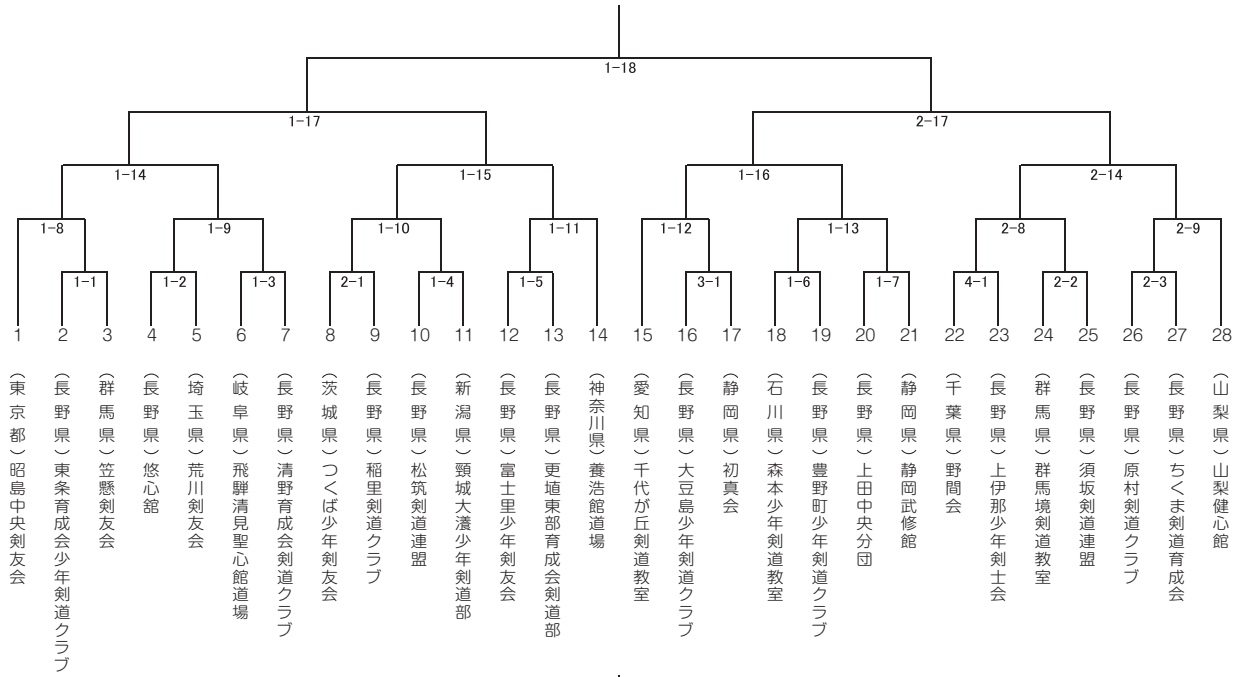 1-18
1-17 2-17
1-14 1-15 1-16 2-14
1-8 1-9 1-10 1-11 1-12 1-13 2-8 2-9
1-1 1-2 1-3 2-1 1-4 1-5 3-1 1-6 1-7 4-1 2-2 2-3
1 2 3 4 5 6 7 8 9 10 11 12 13 14 15 16 17 18 19 20 21 22 23 24 25 26 27 28
（東京都）昭島中央剣友会
（長野県）東条育成会少年剣道クラブ
（群馬県）笠懸剣友会
（長野県）悠心舘
（埼玉県）荒川剣友会
（岐阜県）飛騨清見聖心館道場
（長野県）清野育成会剣道クラブ
（茨城県）つくば少年剣友会
（長野県）稲里剣道クラブ
（長野県）松筑剣道連盟
（新潟県）頸城大瀁少年剣道部
（長野県）富士里少年剣友会
（長野県）更埴東部育成会剣道部
（神奈川県）養浩館道場
（愛知県）千代が丘剣道教室
（長野県）大豆島少年剣道クラブ
（静岡県）初真会
（石川県）森本少年剣道教室
（長野県）豊野町少年剣道クラブ
（長野県）上田中央分団
（静岡県）静岡武修館
（千葉県）野間会
（長野県）上伊那少年剣士会
（群馬県）群馬境剣道教室
（長野県）須坂剣道連盟
（長野県）原村剣道クラブ
（長野県）ちくま剣道育成会
（山梨県）山梨健心館